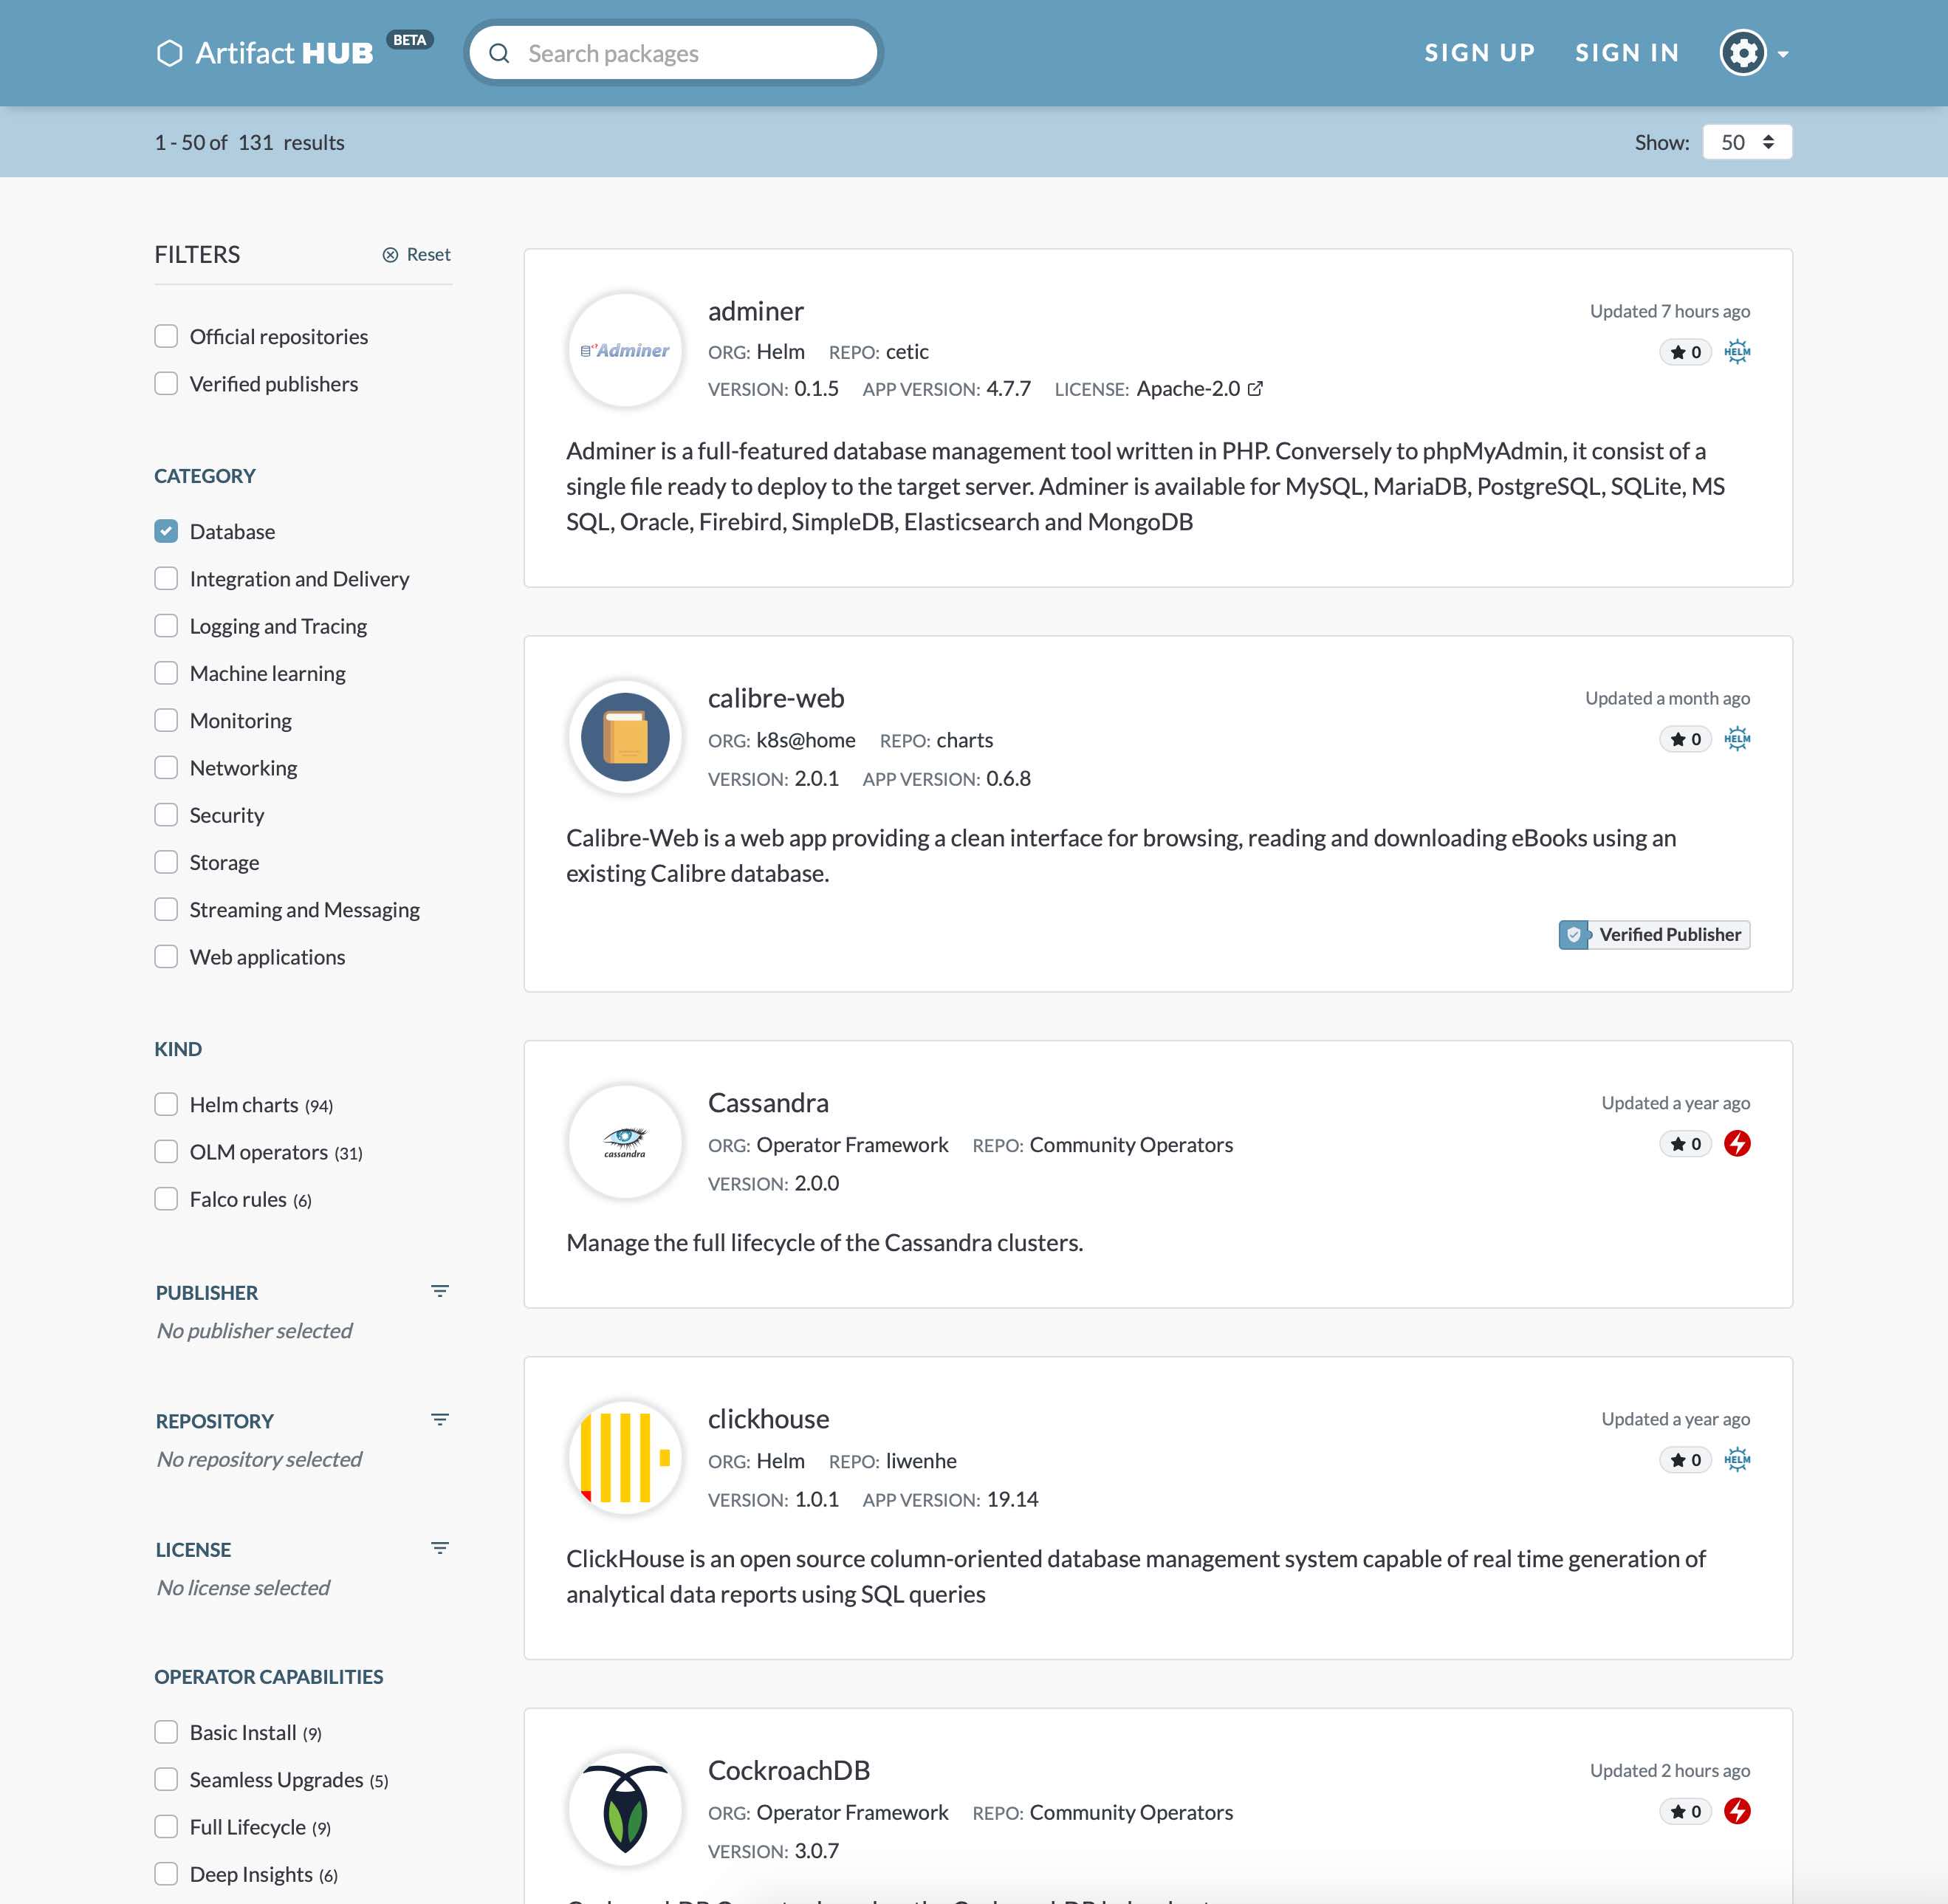 Artifact HUB BETA
Search packages
SIGN UP SIGN IN
1 - 50 of 131 results
Show: 50
FILTERS
Reset
Official repositories
Verified publishers
CATEGORY
Database
Integration and Delivery
Logging and Tracing
Machine learning
Monitoring
Networking
Security
Storage
Streaming and Messaging
Web applications
KIND
Helm charts (94)
OLM operators (31)
Falco rules (6)
PUBLISHER
No publisher selected
REPOSITORY
No repository selected
LICENSE
No license selected
OPERATOR CAPABILITIES
Basic Install (9)
Seamless Upgrades (5)
Full Lifecycle (9)
Deep Insights (6)
Adminer
adminer
Updated 7 hours ago
ORG: Helm REPO: cetic
0 HELM
VERSION: 0.1.5 APP VERSION: 4.7.7 LICENSE: Apache-2.0
Adminer is a full-featured database management tool written in PHP. Conversely to phpMyAdmin, it consist of a
single file ready to deploy to the target server. Adminer is available for MySQL, MariaDB, PostgreSQL, SQLite, MS
SQL, Oracle, Firebird, SimpleDB, Elasticsearch and MongoDB
calibre-web
Updated a month ago
ORG: k8s@home REPO: charts
0 HELM
VERSION: 2.0.1 APP VERSION: 0.6.8
Calibre-Web is a web app providing a clean interface for browsing, reading and downloading eBooks using an
existing Calibre database.
Verified Publisher
cassandra
Cassandra
Updated a year ago
ORG: Operator Framework REPO: Community Operators
0
VERSION: 2.0.0
Manage the full lifecycle of the Cassandra clusters.
clickhouse
Updated a year ago
ORG: Helm REPO: liwenhe
0 HELM
VERSION: 1.0.1 APP VERSION: 19.14
ClickHouse is an open source column-oriented database management system capable of real time generation of
analytical data reports using SQL queries
CockroachDB
Updated 2 hours ago
ORG: Operator Framework REPO: Community Operators
0
VERSION: 3.0.7